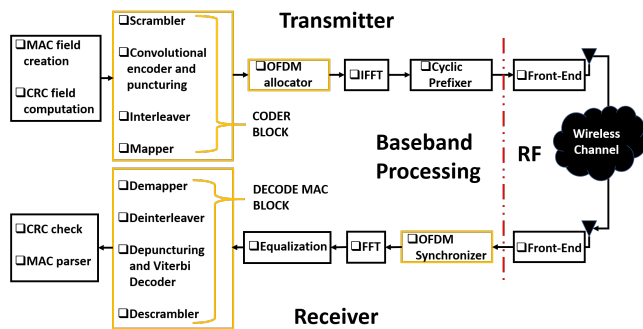 Transmitter
❑MAC field
creation
❑CRC field
computation
❑Scrambler
❑Convolutional
encoder and
puncturing
❑Interleaver
❑Mapper
CODER
BLOCK
❑OFDM
allocator
❑IFFT
❑Cyclic
Prefixer
❑Front-End
Wireless
Channel
Baseband
Processing
RF
❑Demapper
❑Deinterleaver
❑Depuncturing
and Viterbi
Decoder
❑Descrambler
DECODE MAC
BLOCK
❑CRC check
❑MAC parser
❑Equalization
❑FFT
❑OFDM
Synchronizer
❑Front-End
Receiver